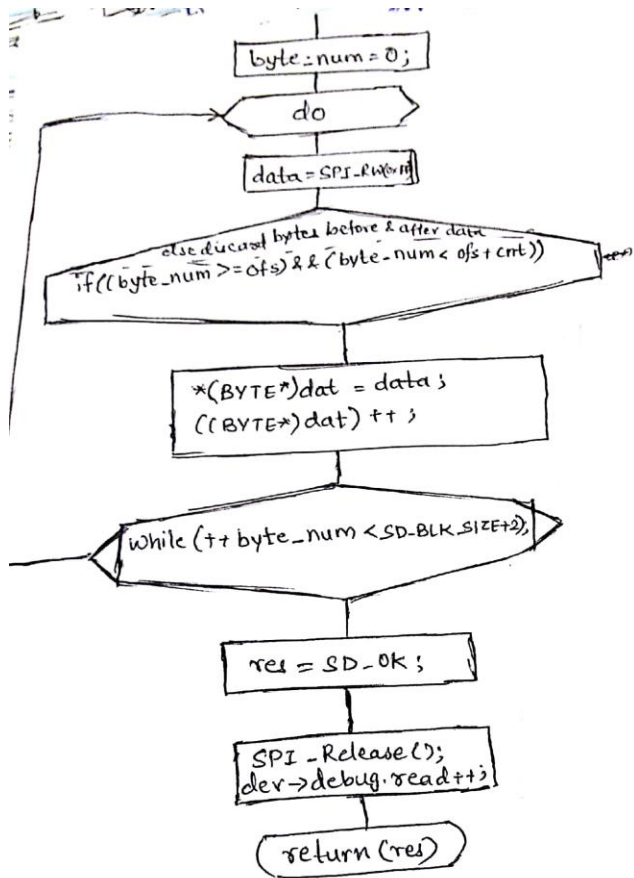 byte_num = 0;
do
data = SPI_RW(0xff)
else discard bytes before & after data
if((byte_num >= ofs) && (byte_num < ofs + cnt))
*(BYTE*)dat = data;
((BYTE*)dat) ++;
while (++ byte_num < SD_BLK_SIZE+2);
res = SD_OK;
SPI_Release();
dev->debug.read++;
return (res)